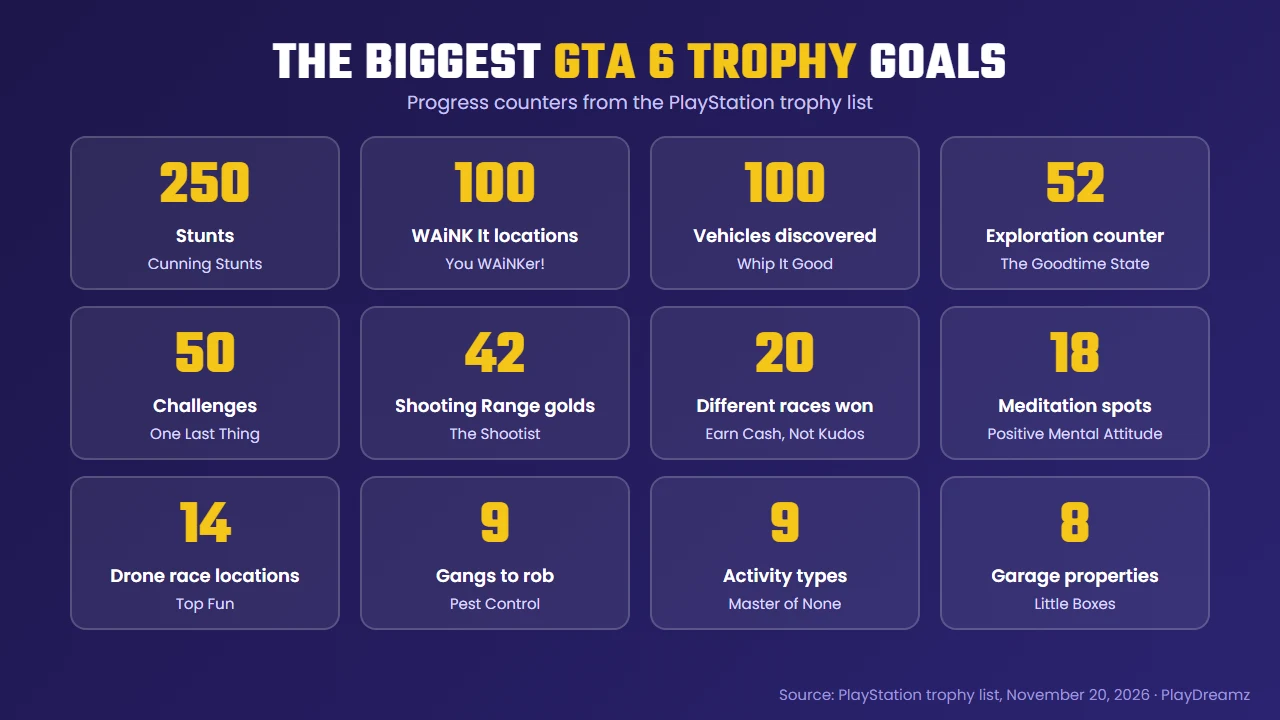 THE BIGGEST GTA 6 TROPHY GOALS
Progress counters from the PlayStation trophy list
250
Stunts
Cunning Stunts
100
WAiNK It locations
You WAiNKer!
100
Vehicles discovered
Whip It Good
52
Exploration counter
The Goodtime State
50
Challenges
One Last Thing
42
Shooting Range golds
The Shootist
20
Different races won
Earn Cash, Not Kudos
18
Meditation spots
Positive Mental Attitude
14
Drone race locations
Top Fun
9
Gangs to rob
Pest Control
9
Activity types
Master of None
8
Garage properties
Little Boxes
Source: PlayStation trophy list, November 20, 2026 · PlayDreamz